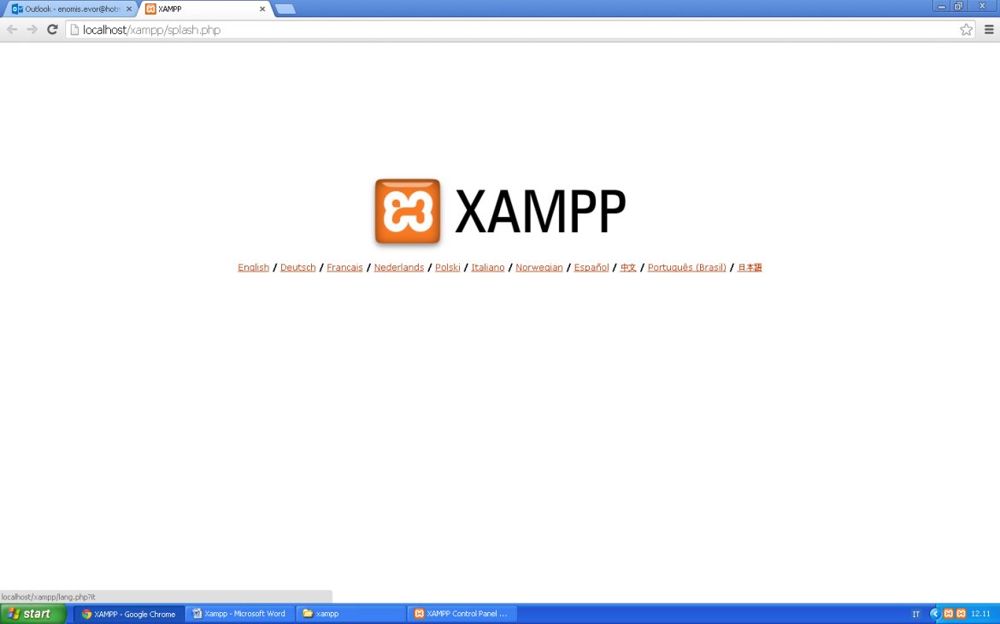 Outlook - enomis.evor@hotm
XAMPP
localhost/xampp/splash.php
XAMPP
English / Deutsch / Francais / Nederlands / Polski / Italiano / Norwegian / Español / 中文 / Português (Brasil) / 日本語
localhost/xampp/lang.php?it
start
XAMPP - Google Chrome
Xampp - Microsoft Word
xampp
XAMPP Control Panel ...
IT
12.11